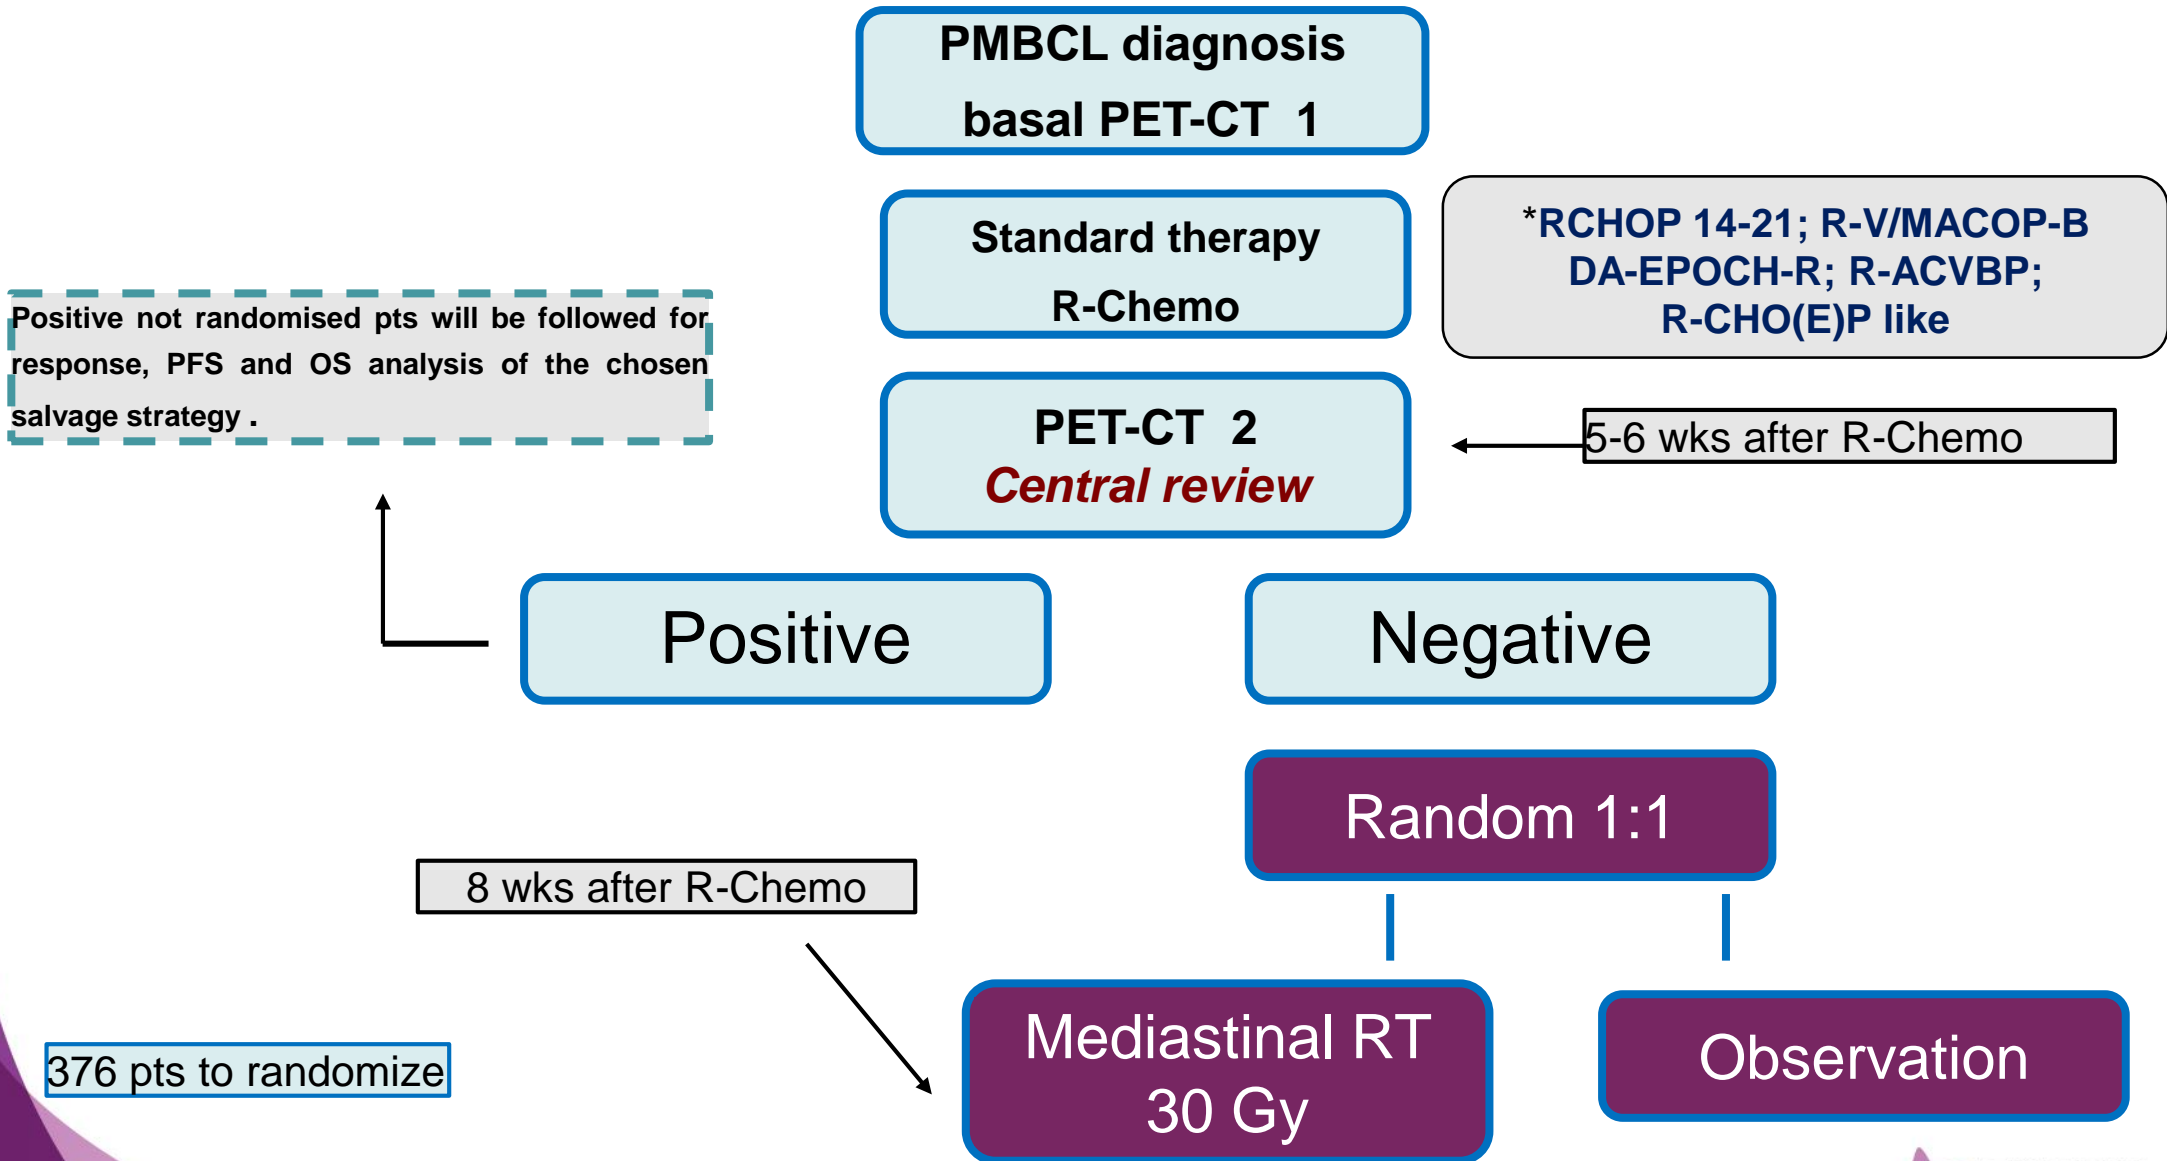 PMBCL diagnosis
basal PET-CT 1
Standard therapy
R-Chemo
*RCHOP 14-21; R-V/MACOP-B
DA-EPOCH-R; R-ACVBP;
R-CHO(E)P like
Positive not randomised pts will be followed for
response, PFS and OS analysis of the chosen
salvage strategy .
PET-CT 2
Central review
5-6 wks after R-Chemo
Positive
Negative
Random 1:1
8 wks after R-Chemo
Mediastinal RT
30 Gy
Observation
376 pts to randomize